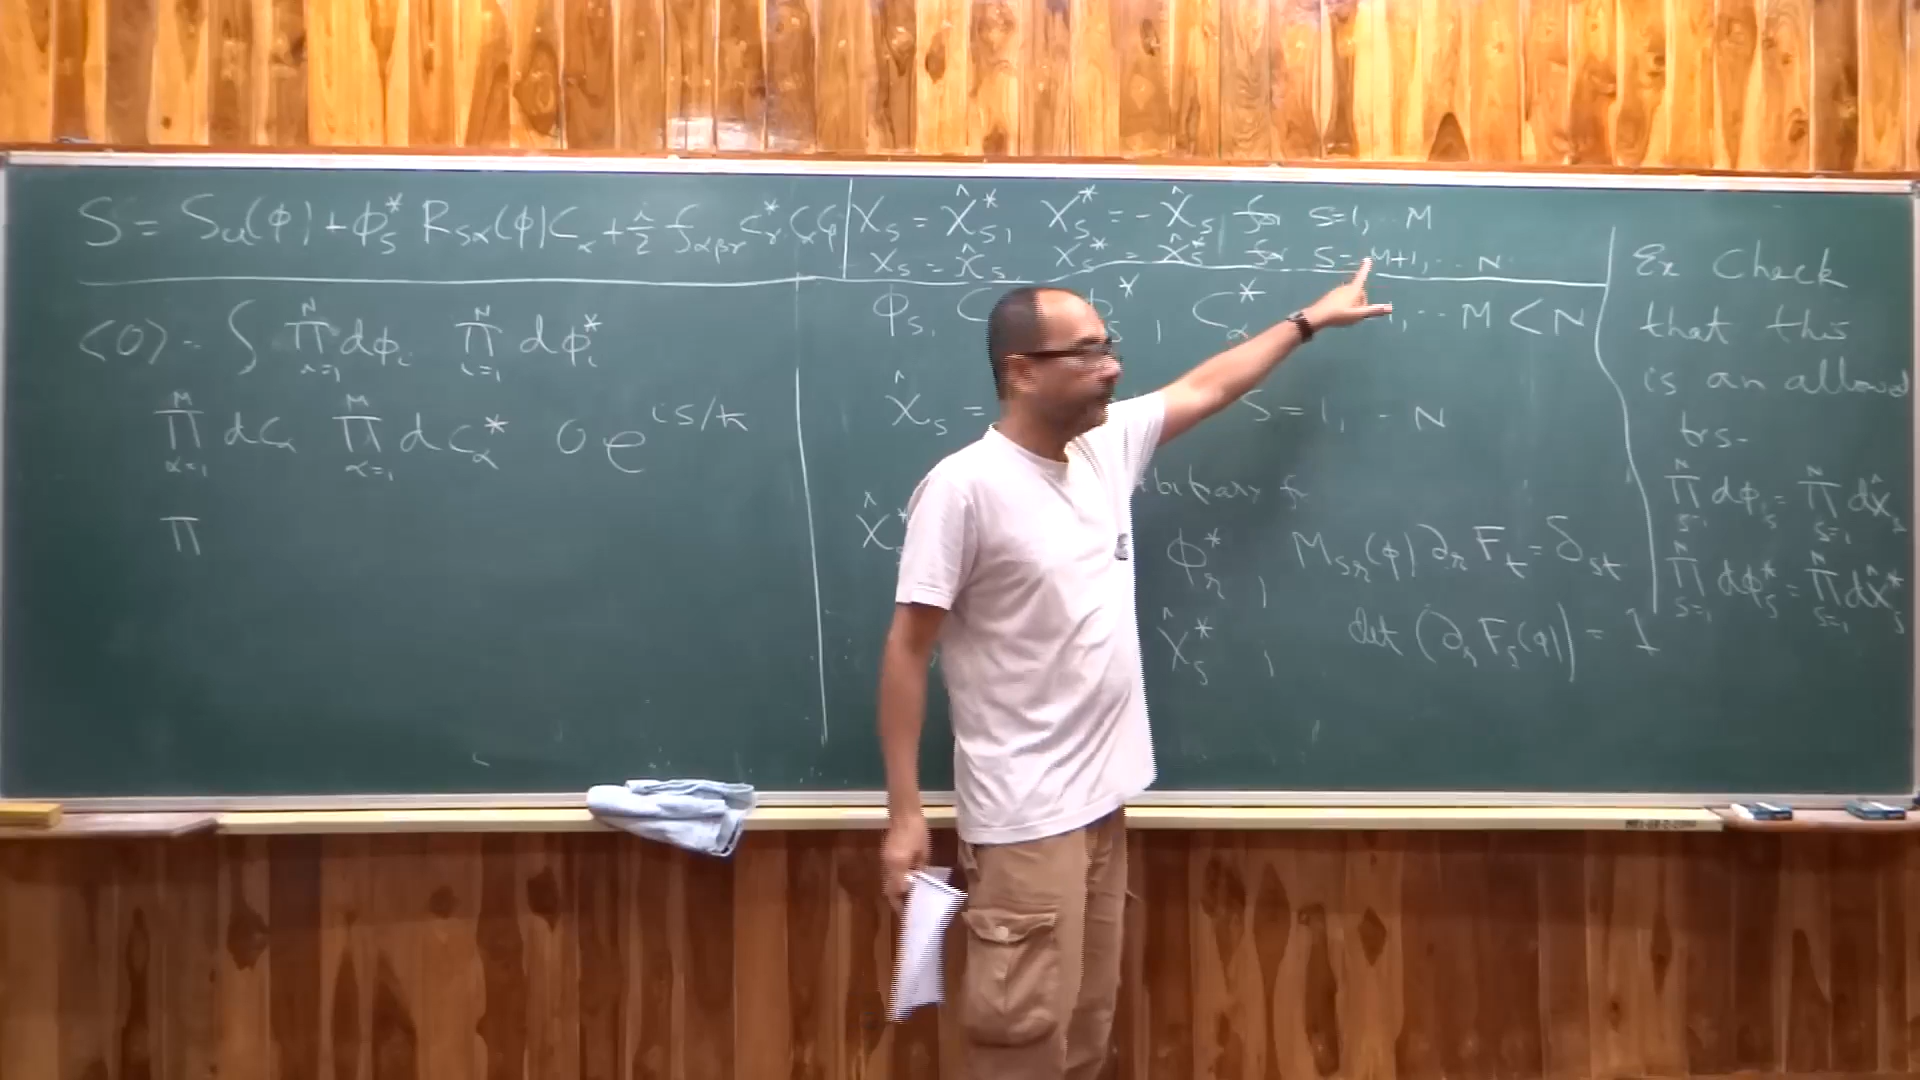 S = S_cl(φ) + φ*_s R_sα(φ) C_α + i/2 f_αβγ C*_γ C_α C_β
⟨O⟩ = ∫ ∏_{i=1}^N dφ_i ∏_{i=1}^N dφ*_i
∏_{α=1}^M dC_α ∏_{α=1}^M dC*_α O e^{iS/ħ}
∏
X_s = X̂*_s, X*_s = -X̂_s, for s=1, ·· M
X_s = X̂_s, X*_s = X̂*_s for s=M+1, ·· N
φ_s, C , C*_α ·· M < N
X̂_s = s = 1, ·· N
φ*_r, M_sr(φ) ∂_r F_t = δ_st
X̂*_s, det (∂_r F_s(φ)) = 1
Ex Check
that this
is an allowed
trs-
∏_{s=1}^N dφ_s = ∏_{s=1}^N dX̂_s
∏_{s=1}^N dφ*_s = ∏_{s=1}^N dX̂*_s